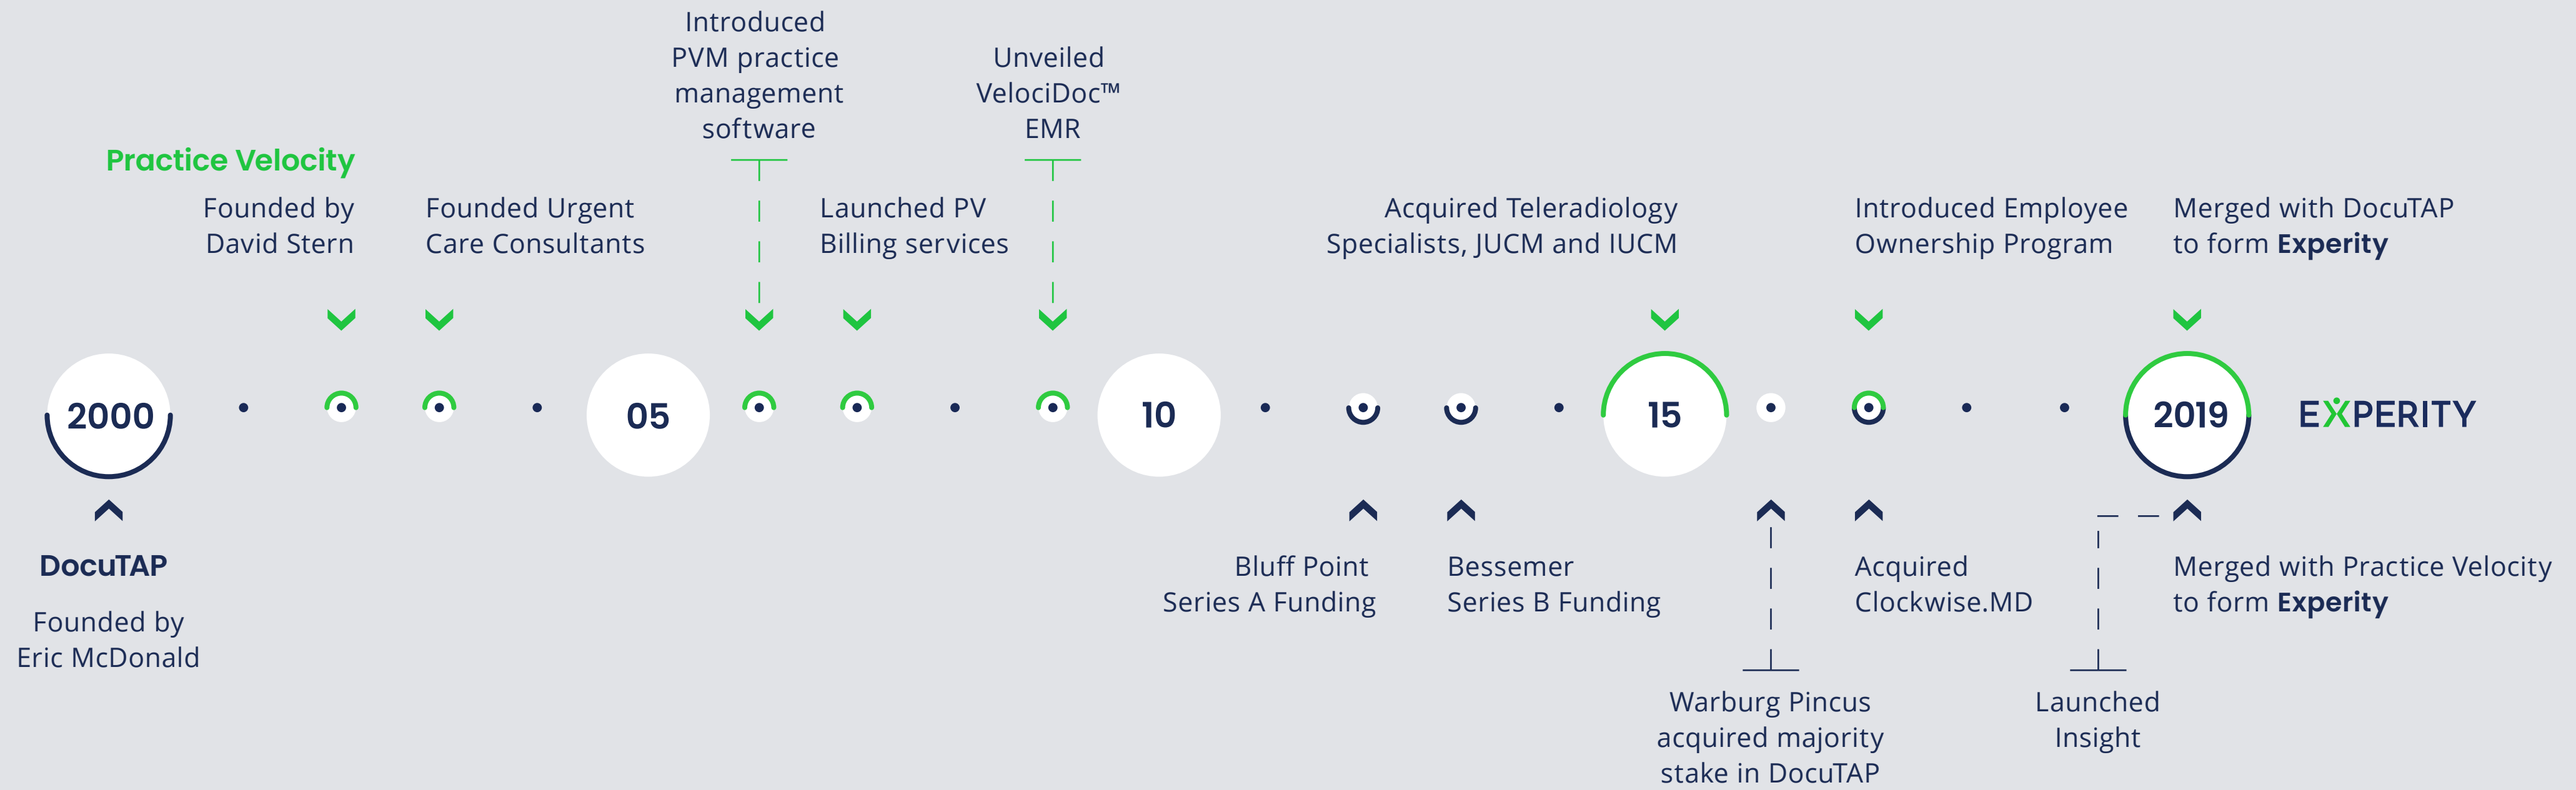 Practice Velocity
Founded by
David Stern
Founded Urgent
Care Consultants
Introduced
PVM practice
management
software
Launched PV
Billing services
Unveiled
VelociDoc™
EMR
Acquired Teleradiology
Specialists, JUCM and IUCM
Introduced Employee
Ownership Program
Merged with DocuTAP
to form Experity
2000
05
10
15
2019
EXPERITY
DocuTAP
Founded by
Eric McDonald
Bluff Point
Series A Funding
Bessemer
Series B Funding
Warburg Pincus
acquired majority
stake in DocuTAP
Acquired
Clockwise.MD
Launched
Insight
Merged with Practice Velocity
to form Experity